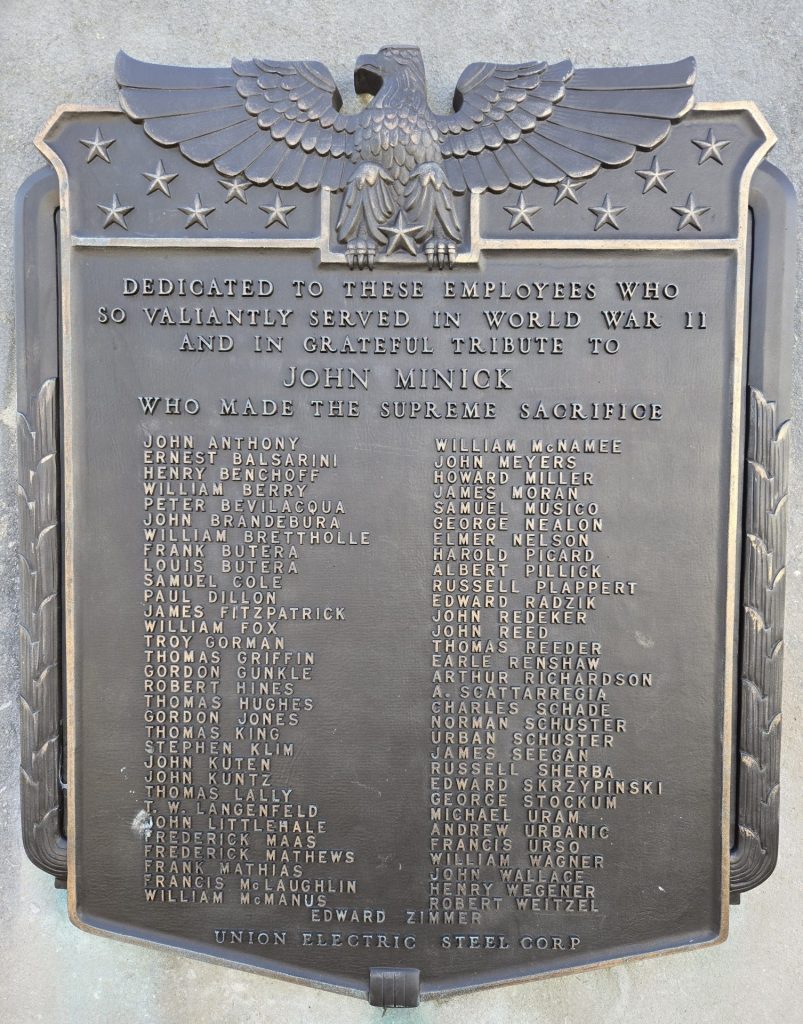 DEDICATED TO THESE EMPLOYEES WHO
SO VALIANTLY SERVED IN WORLD WAR II
AND IN GRATEFUL TRIBUTE TO
JOHN MINICK
WHO MADE THE SUPREME SACRIFICE
JOHN ANTHONY
ERNEST BALSARINI
HENRY BENCHOFF
WILLIAM BERRY
PETER BEVILACQUA
JOHN BRANDEBURA
WILLIAM BRETTHOLLE
FRANK BUTERA
LOUIS BUTERA
SAMUEL COLE
PAUL DILLON
JAMES FITZPATRICK
WILLIAM FOX
TROY GORMAN
THOMAS GRIFFIN
GORDON GUNKLE
ROBERT HINES
THOMAS HUGHES
GORDON JONES
THOMAS KING
STEPHEN KLIM
JOHN KUTEN
JOHN KUNTZ
THOMAS LALLY
T. W. LANGENFELD
JOHN LITTLEHALE
FREDERICK MAAS
FREDERICK MATHEWS
FRANK MATHIAS
FRANCIS McLAUGHLIN
WILLIAM McMANUS
WILLIAM McNAMEE
JOHN MEYERS
HOWARD MILLER
JAMES MORAN
SAMUEL MUSICO
GEORGE NEALON
ELMER NELSON
HAROLD PICARD
ALBERT PILLICK
RUSSELL PLAPPERT
EDWARD RADZIK
JOHN REDEKER
JOHN REED
THOMAS REEDER
EARLE RENSHAW
ARTHUR RICHARDSON
A. SCATTARREGIA
CHARLES SCHADE
NORMAN SCHUSTER
URBAN SCHUSTER
JAMES SEEGAN
RUSSELL SHERBA
EDWARD SKRZYPINSKI
GEORGE STOCKUM
MICHAEL URAM
ANDREW URBANIC
FRANCIS URSO
WILLIAM WAGNER
JOHN WALLACE
HENRY WEGENER
ROBERT WEITZEL
EDWARD ZIMMER
UNION ELECTRIC STEEL CORP